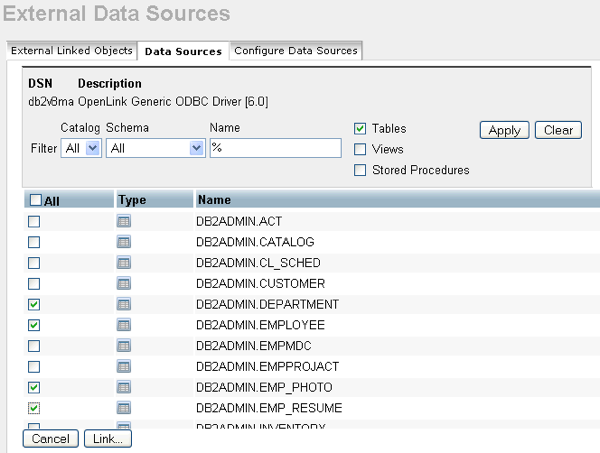 External Data Sources
External Linked Objects Data Sources Configure Data Sources
DSN Description
db2v8ma OpenLink Generic ODBC Driver [6.0]
Catalog Schema Name
Tables
Filter All All %
Apply Clear
Views
Stored Procedures
All Type Name
DB2ADMIN.ACT
DB2ADMIN.CATALOG
DB2ADMIN.CL_SCHED
DB2ADMIN.CUSTOMER
DB2ADMIN.DEPARTMENT
DB2ADMIN.EMPLOYEE
DB2ADMIN.EMPMDC
DB2ADMIN.EMPPROJACT
DB2ADMIN.EMP_PHOTO
DB2ADMIN.EMP_RESUME
DB2ADMIN.INVENTORY
Cancel Link...